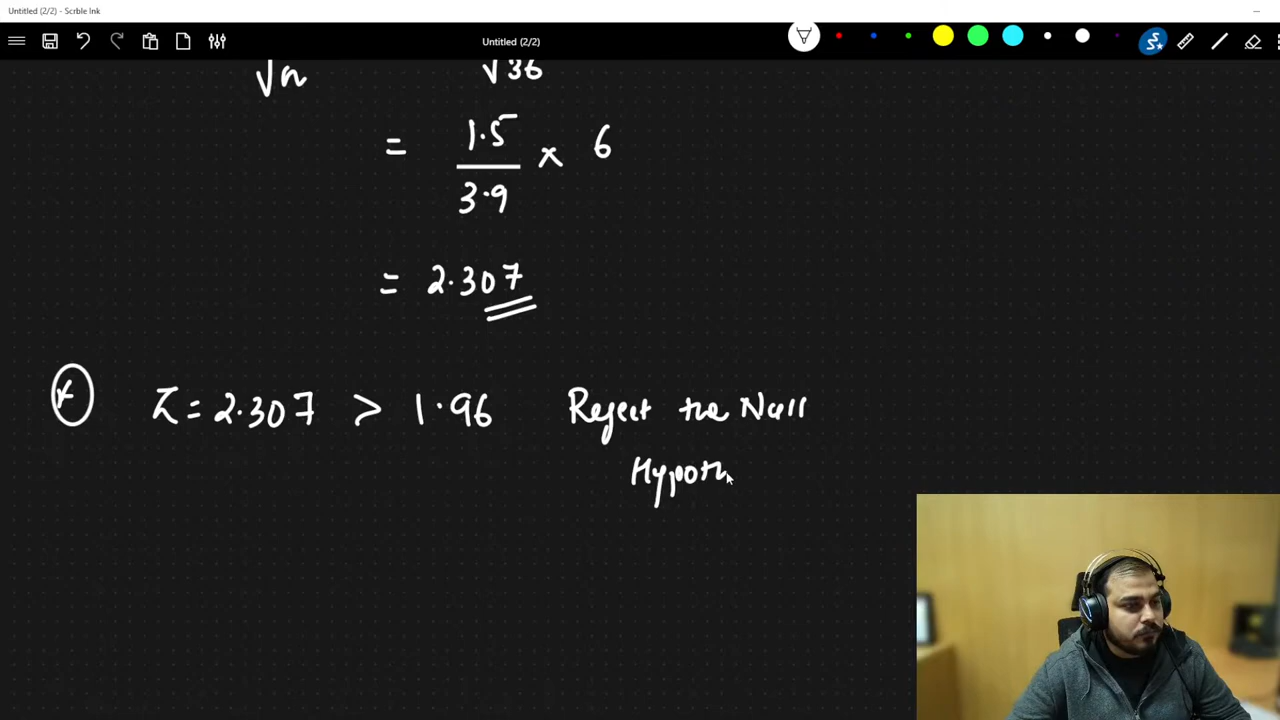 Untitled (2/2) - Scrble Ink
Untitled (2/2)
√n √36
= 1.5 / 3.9 × 6
= 2.307
Z = 2.307 > 1.96 Reject the Null
Hypoth